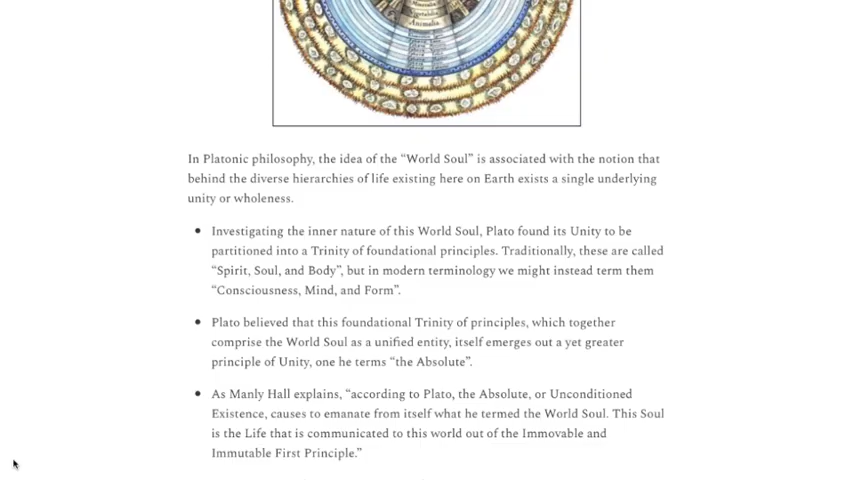 Vegetabilia
Animalia
In Platonic philosophy, the idea of the “World Soul” is associated with the notion that
behind the diverse hierarchies of life existing here on Earth exists a single underlying
unity or wholeness.
Investigating the inner nature of this World Soul, Plato found its Unity to be
partitioned into a Trinity of foundational principles. Traditionally, these are called
“Spirit, Soul, and Body”, but in modern terminology we might instead term them
“Consciousness, Mind, and Form”.
Plato believed that this foundational Trinity of principles, which together
comprise the World Soul as a unified entity, itself emerges out a yet greater
principle of Unity, one he terms “the Absolute”.
As Manly Hall explains, “according to Plato, the Absolute, or Unconditioned
Existence, causes to emanate from itself what he termed the World Soul. This Soul
is the Life that is communicated to this world out of the Immovable and
Immutable First Principle.”